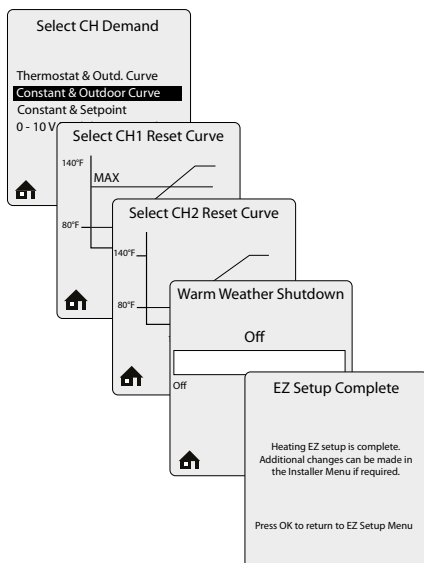 Select CH Demand
Thermostat & Outd. Curve
Constant & Outdoor Curve
Constant & Setpoint
0 - 10 V
Select CH1 Reset Curve
140°F
MAX
80°F
Select CH2 Reset Curve
140°F
80°F
Warm Weather Shutdown
Off
Off
EZ Setup Complete
Heating EZ setup is complete.
Additional changes can be made in
the Installer Menu if required.
Press OK to return to EZ Setup Menu